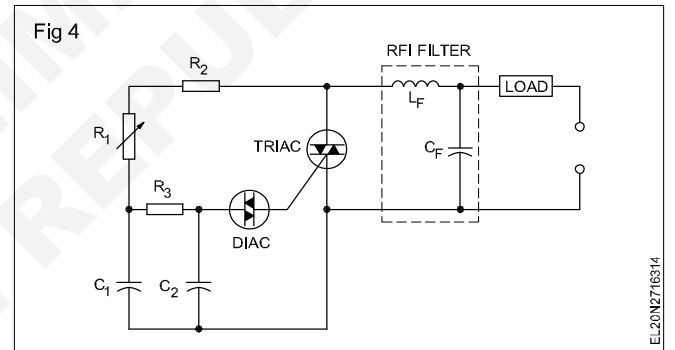 Fig 4
RFI FILTER
R2
LF
LOAD
R1
TRIAC
CF
R3
DIAC
C1
C2
EL20N2716314